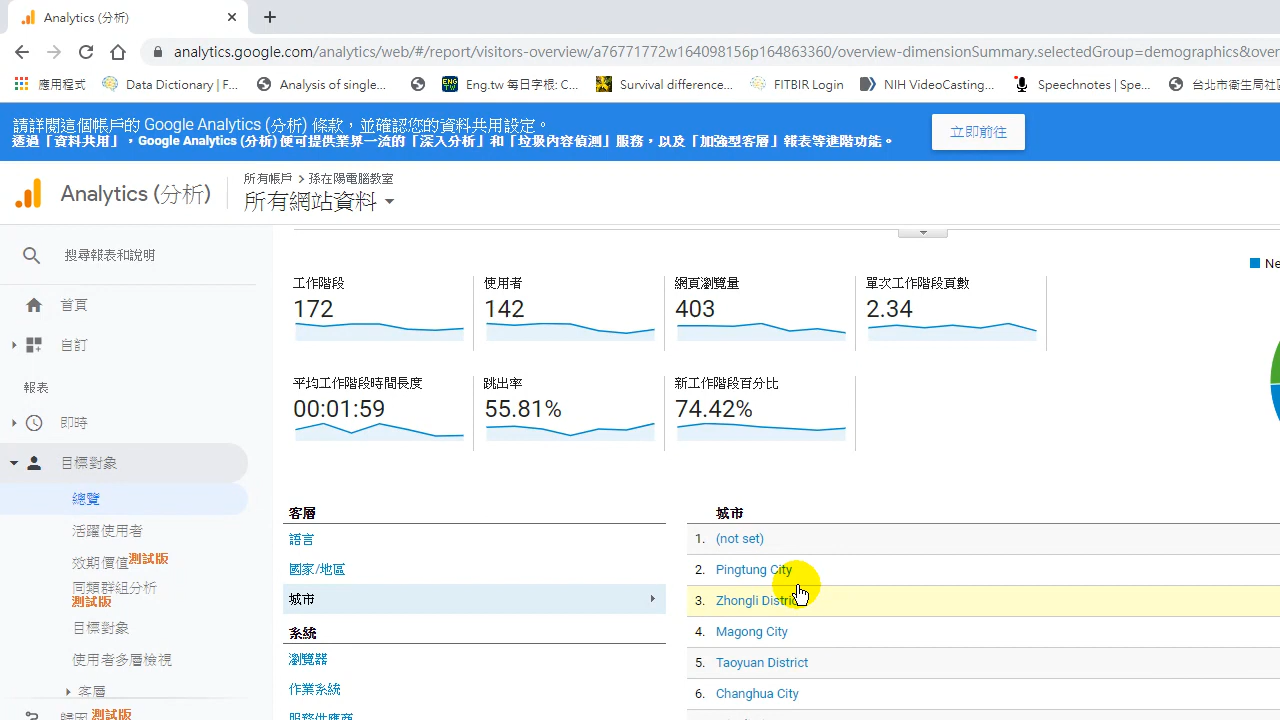 Analytics (分析)
analytics.google.com/analytics/web/#/report/visitors-overview/a76771772w164098156p164863360/overview-dimensionSummary.selectedGroup=demographics&over
應用程式
Data Dictionary | F...
Analysis of single...
Eng.tw 每日字根: C...
Survival difference...
FITBIR Login
NIH VideoCasting...
Speechnotes | Spe...
台北市衛生局社
請詳閱這個帳戶的 Google Analytics (分析) 條款，並確認您的資料共用設定。
透過「資料共用」，Google Analytics (分析) 便可提供業界一流的「深入分析」和「垃圾內容偵測」服務，以及「加強型客層」報表等進階功能。
立即前往
Analytics (分析)
所有帳戶 > 孫在陽電腦教室
所有網站資料
搜尋報表和說明
首頁
自訂
報表
即時
目標對象
總覽
活躍使用者
效期價值測試版
同類群組分析
測試版
目標對象
使用者多層檢視
客層
歸因 測試版
Ne
工作階段
172
使用者
142
網頁瀏覽量
403
單次工作階段頁數
2.34
平均工作階段時間長度
00:01:59
跳出率
55.81%
新工作階段百分比
74.42%
客層
語言
國家/地區
城市
系統
瀏覽器
作業系統
服務供應商
城市
1. (not set)
2. Pingtung City
3. Zhongli District
4. Magong City
5. Taoyuan District
6. Changhua City